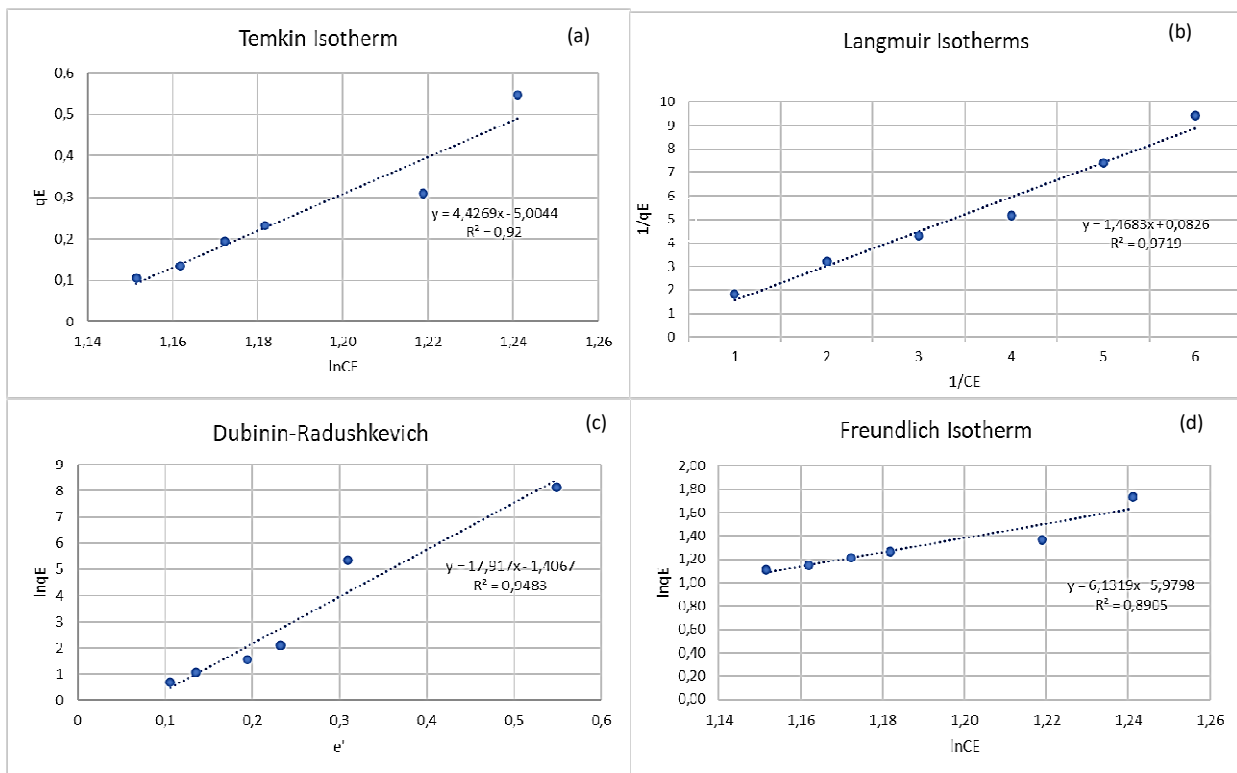 Temkin Isotherm
(a)
0,6
0,5
0,4
0,3
0,2
0,1
0
qE
y = 4,4269x - 5,0044
R² = 0,92
1,14
1,16
1,18
1,20
1,22
1,24
1,26
lnCE
Langmuir Isotherms
(b)
10
9
8
7
6
5
4
3
2
1
0
1/qE
y = 1,4683x + 0,0826
R² = 0,9719
1
2
3
4
5
6
1/CE
Dubinin-Radushkevich
(c)
9
8
7
6
5
4
3
2
1
0
lnqE
y = 17,917x - 1,4067
R² = 0,9483
0
0,1
0,2
0,3
0,4
0,5
0,6
e'
Freundlich Isotherm
(d)
2,00
1,80
1,60
1,40
1,20
1,00
0,80
0,60
0,40
0,20
0,00
lnqE
y = 6,1319x - 5,9798
R² = 0,8905
1,14
1,16
1,18
1,20
1,22
1,24
1,26
lnCE